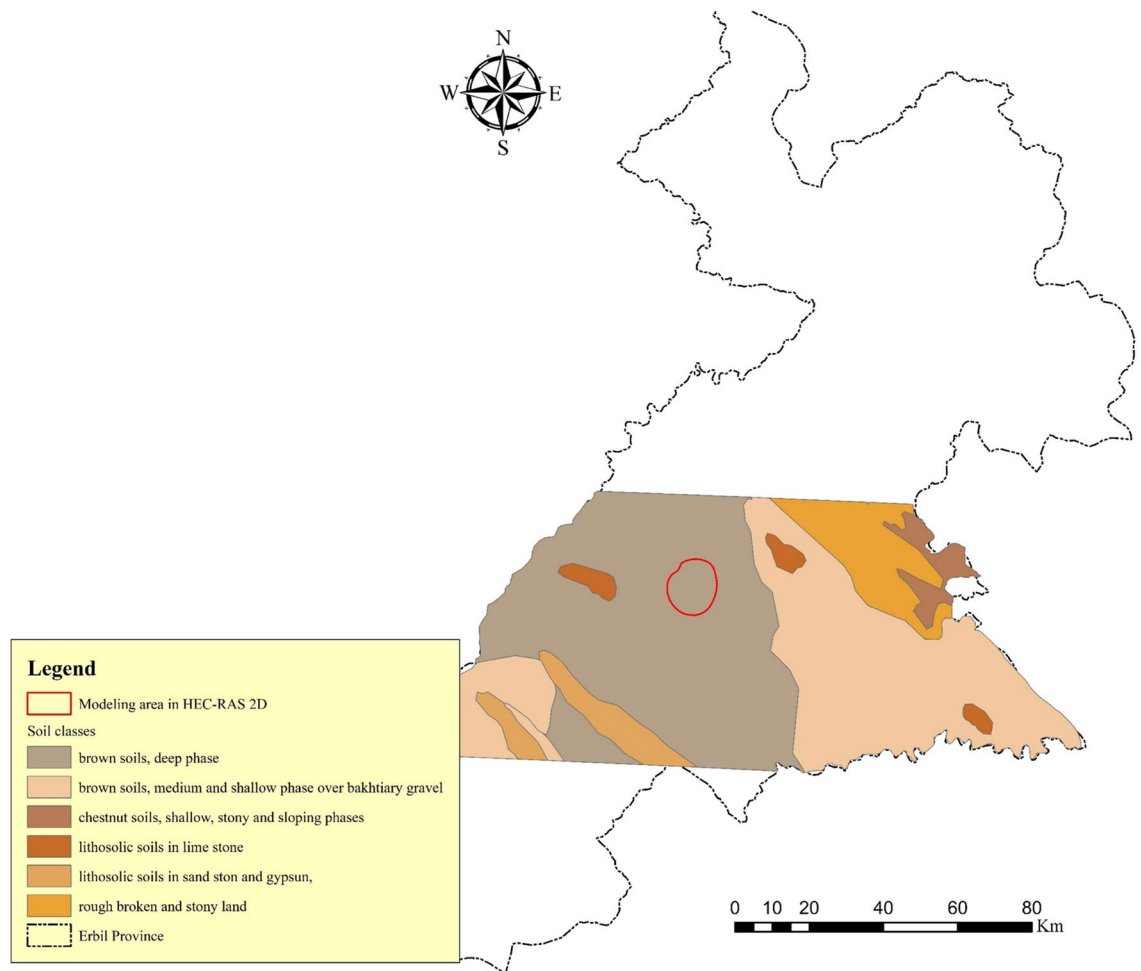 N
W E
S
Legend
Modeling area in HEC-RAS 2D
Soil classes
brown soils, deep phase
brown soils, medium and shallow phase over bakhtiary gravel
chestnut soils, shallow, stony and sloping phases
lithosolic soils in lime stone
lithosolic soils in sand ston and gypsun,
rough broken and stony land
Erbil Province
0 10 20 40 60 80
Km